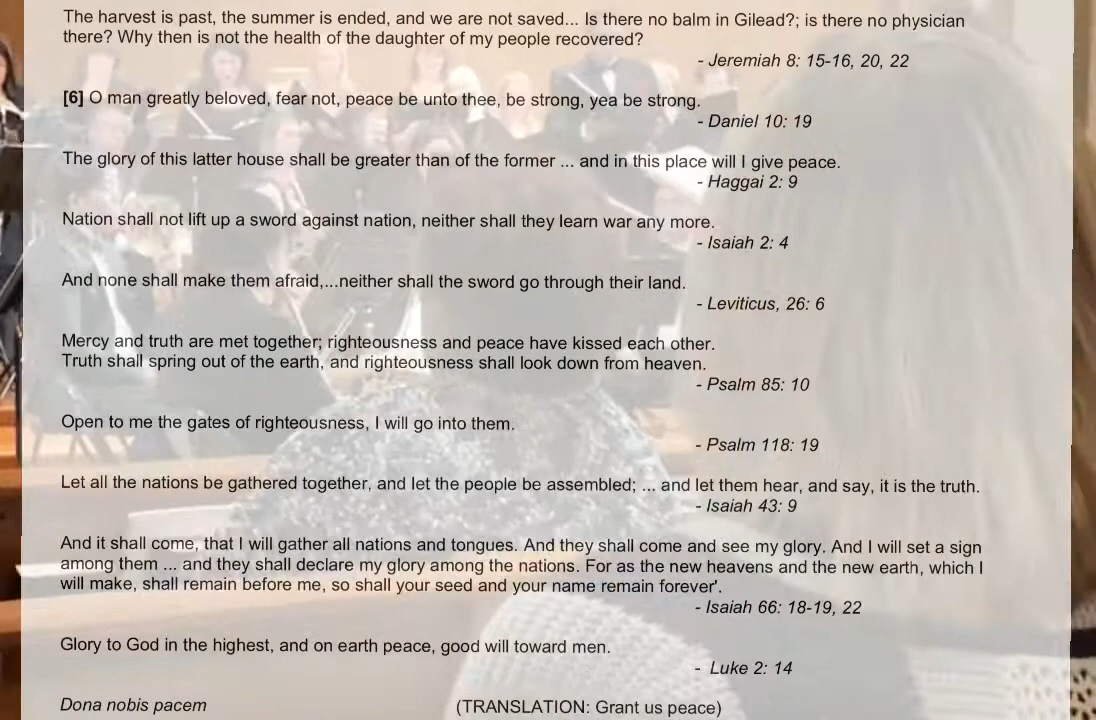 The harvest is past, the summer is ended, and we are not saved... Is there no balm in Gilead?; is there no physician
there? Why then is not the health of the daughter of my people recovered?
- Jeremiah 8: 15-16, 20, 22
[6] O man greatly beloved, fear not, peace be unto thee, be strong, yea be strong.
- Daniel 10: 19
The glory of this latter house shall be greater than of the former ... and in this place will I give peace.
- Haggai 2: 9
Nation shall not lift up a sword against nation, neither shall they learn war any more.
- Isaiah 2: 4
And none shall make them afraid,...neither shall the sword go through their land.
- Leviticus, 26: 6
Mercy and truth are met together; righteousness and peace have kissed each other.
Truth shall spring out of the earth, and righteousness shall look down from heaven.
- Psalm 85: 10
Open to me the gates of righteousness, I will go into them.
- Psalm 118: 19
Let all the nations be gathered together, and let the people be assembled; ... and let them hear, and say, it is the truth.
- Isaiah 43: 9
And it shall come, that I will gather all nations and tongues. And they shall come and see my glory. And I will set a sign
among them ... and they shall declare my glory among the nations. For as the new heavens and the new earth, which I
will make, shall remain before me, so shall your seed and your name remain forever'.
- Isaiah 66: 18-19, 22
Glory to God in the highest, and on earth peace, good will toward men.
- Luke 2: 14
Dona nobis pacem (TRANSLATION: Grant us peace)